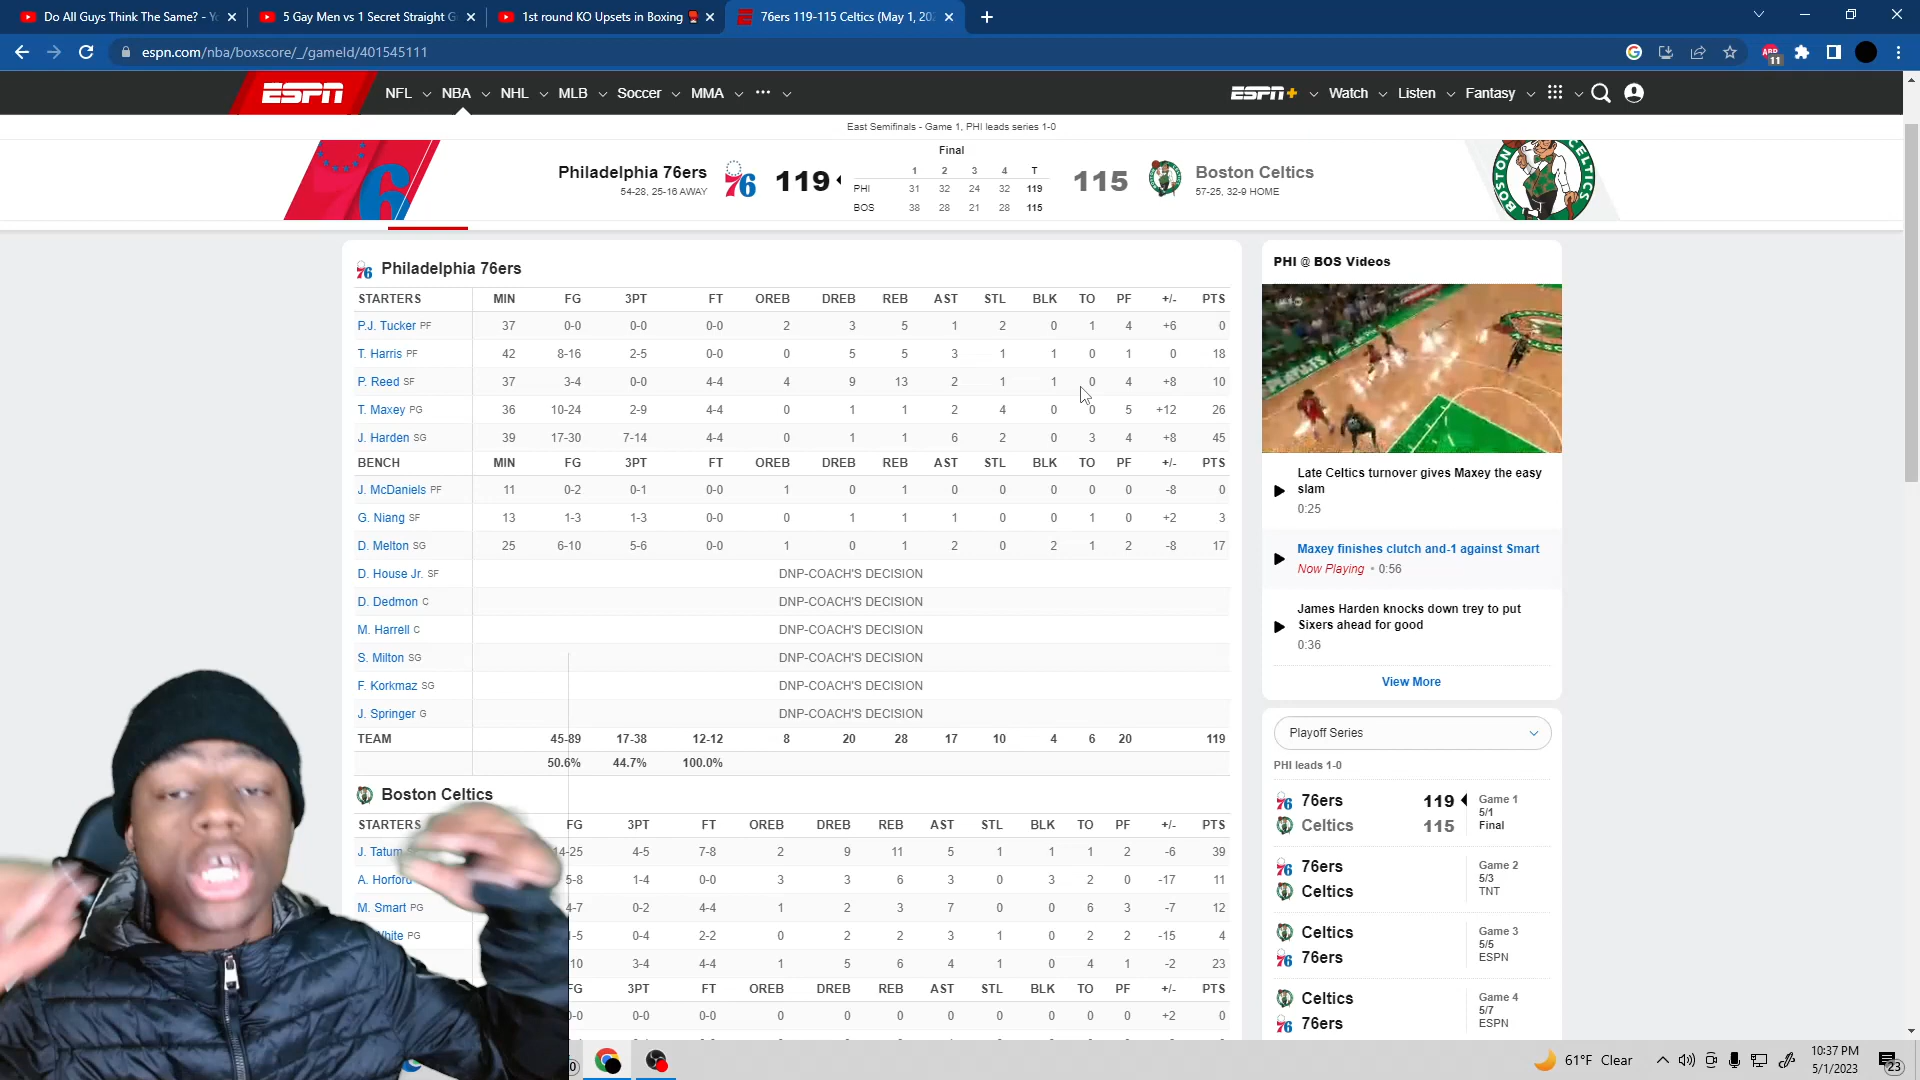 Do All Guys Think The Same? - Yo
5 Gay Men vs 1 Secret Straight G
1st round KO Upsets in Boxing
76ers 119-115 Celtics (May 1, 202
espn.com/nba/boxscore/_/gameId/401545111
ABP
11
ESPN NFL NBA NHL MLB Soccer MMA ••• ESPN+ Watch Listen Fantasy
East Semifinals - Game 1, PHI leads series 1-0
Final
Philadelphia 76ers 119 115 Boston Celtics
54-28, 25-16 AWAY 57-25, 32-9 HOME
1 2 3 4 T
PHI 31 32 24 32 119
BOS 38 28 21 28 115
Philadelphia 76ers
STARTERS MIN FG 3PT FT OREB DREB REB AST STL BLK TO PF +/- PTS
P.J. Tucker PF 37 0-0 0-0 0-0 2 3 5 1 2 0 1 4 +6 0
T. Harris PF 42 8-16 2-5 0-0 0 5 5 3 1 1 0 1 0 18
P. Reed SF 37 3-4 0-0 4-4 4 9 13 2 1 1 0 4 +8 10
T. Maxey PG 36 10-24 2-9 4-4 0 1 1 2 4 0 0 5 +12 26
J. Harden SG 39 17-30 7-14 4-4 0 1 1 6 2 0 3 4 +8 45
BENCH MIN FG 3PT FT OREB DREB REB AST STL BLK TO PF +/- PTS
J. McDaniels PF 11 0-2 0-1 0-0 1 0 1 0 0 0 0 0 -8 0
G. Niang SF 13 1-3 1-3 0-0 0 1 1 1 0 0 1 0 +2 3
D. Melton SG 25 6-10 5-6 0-0 1 0 1 2 0 2 1 2 -8 17
D. House Jr. SF DNP-COACH'S DECISION
D. Dedmon C DNP-COACH'S DECISION
M. Harrell C DNP-COACH'S DECISION
S. Milton SG DNP-COACH'S DECISION
F. Korkmaz SG DNP-COACH'S DECISION
J. Springer G DNP-COACH'S DECISION
TEAM 45-89 17-38 12-12 8 20 28 17 10 4 6 20 119
50.6% 44.7% 100.0%
Boston Celtics
STARTERS FG 3PT FT OREB DREB REB AST STL BLK TO PF +/- PTS
J. Tatum 14-25 4-5 7-8 2 9 11 5 1 1 1 2 -6 39
A. Horford 5-8 1-4 0-0 3 3 6 3 0 3 2 0 -17 11
M. Smart PG 4-7 0-2 4-4 1 2 3 7 0 0 6 3 -7 12
White PG 1-5 0-4 2-2 0 2 2 3 1 0 2 2 -15 4
10 3-4 4-4 1 5 6 4 1 0 4 1 -2 23
FG 3PT FT OREB DREB REB AST STL BLK TO PF +/- PTS
0-0 0-0 0-0 0 0 0 0 0 0 0 0 +2 0
PHI @ BOS Videos
Late Celtics turnover gives Maxey the easy
slam
0:25
Maxey finishes clutch and-1 against Smart
Now Playing • 0:56
James Harden knocks down trey to put
Sixers ahead for good
0:36
View More
Playoff Series
PHI leads 1-0
76ers 119 Game 1
Celtics 115 5/1
Final
76ers Game 2
Celtics 5/3
TNT
Celtics Game 3
76ers 5/5
ESPN
Celtics Game 4
76ers 5/7
ESPN
61°F Clear
10:37 PM
5/1/2023
23